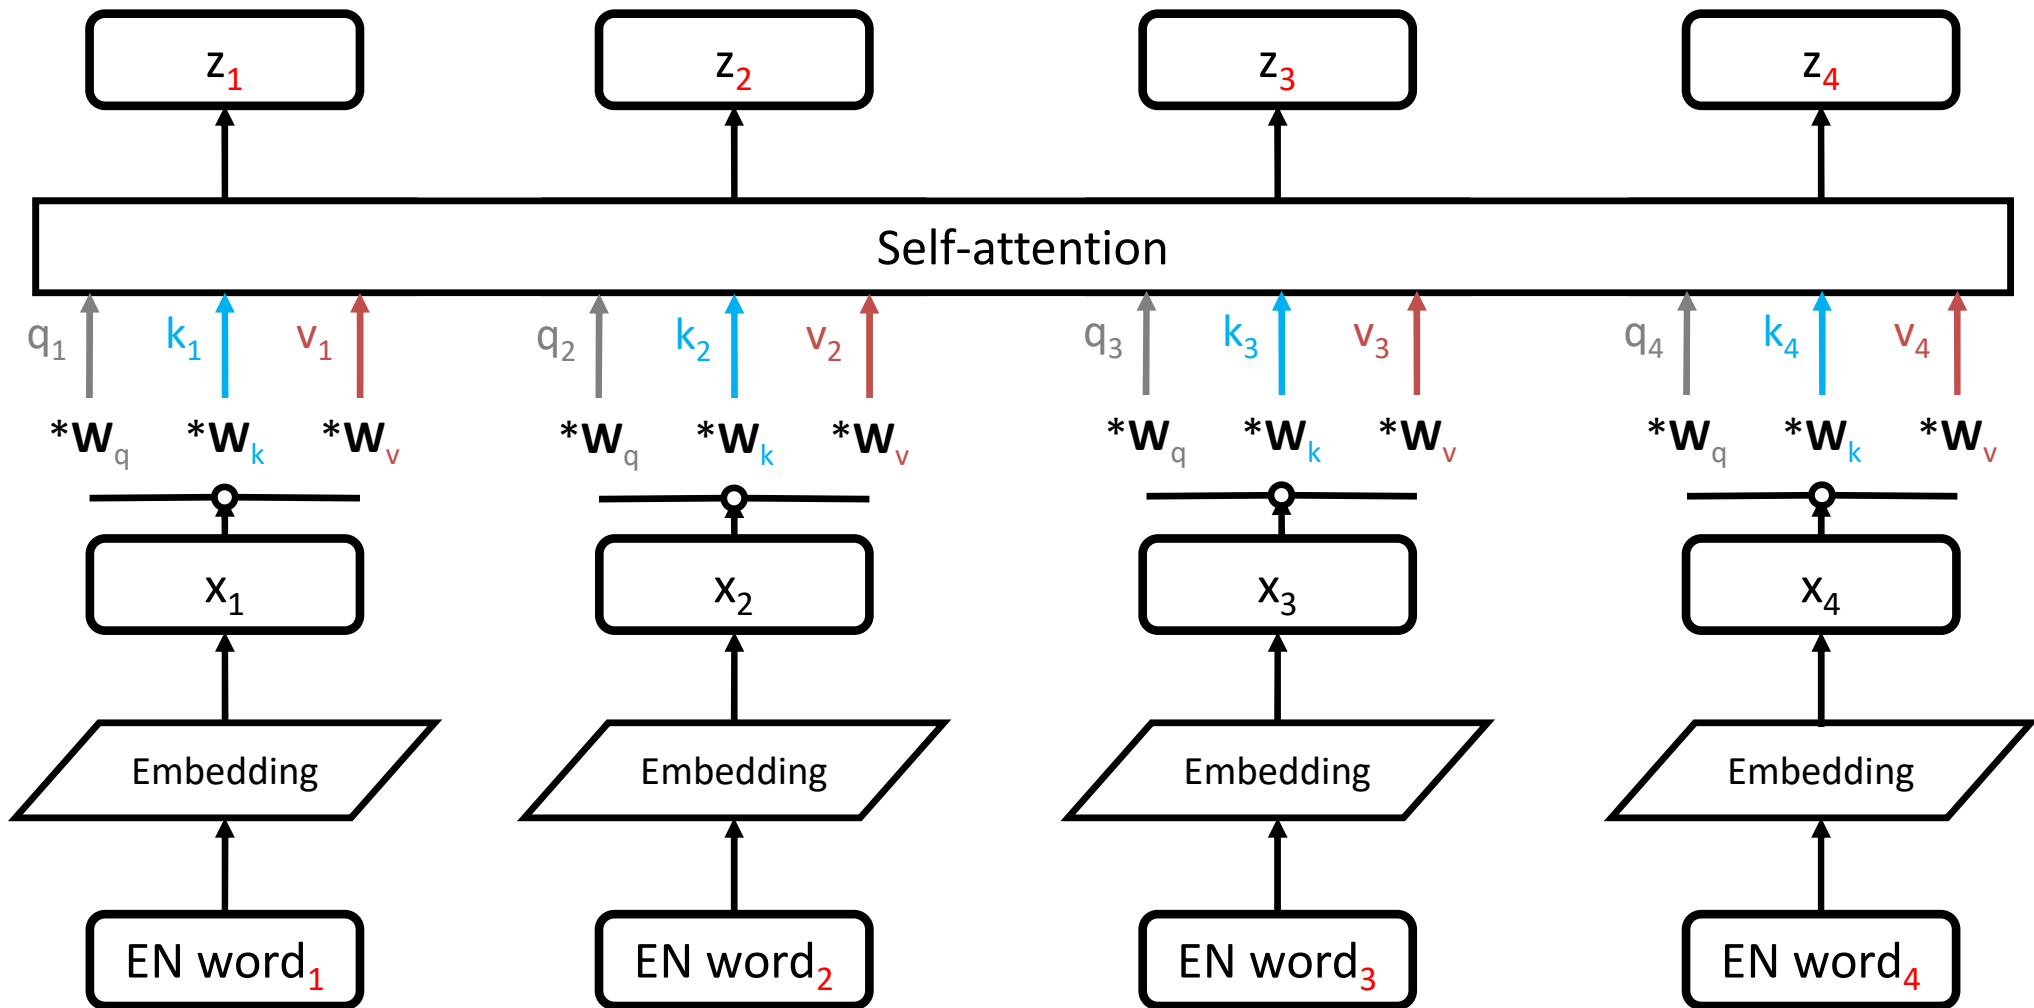 z1 z2 z3 z4
Self-attention
q1 k1 v1 q2 k2 v2 q3 k3 v3 q4 k4 v4
*Wq *Wk *Wv *Wq *Wk *Wv *Wq *Wk *Wv *Wq *Wk *Wv
x1 x2 x3 x4
Embedding Embedding Embedding Embedding
EN word1 EN word2 EN word3 EN word4